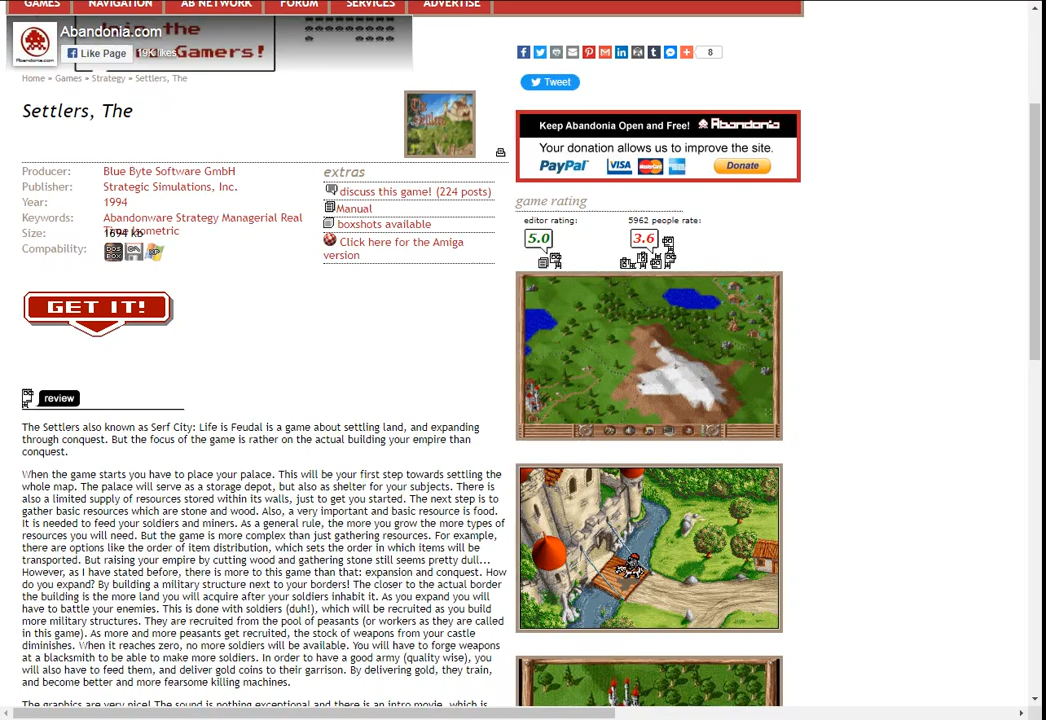 GAMES
NAVIGATION
AB NETWORK
FORUM
SERVICES
ADVERTISE
Join the
Gamers!
Abandonia.com
Like Page
19K likes
Abandonia.com
Home » Games » Strategy » Settlers, The
8
Tweet
Settlers, The
Keep Abandonia Open and Free! Abandonia
Your donation allows us to improve the site.
PayPal VISA Donate
Producer: Blue Byte Software GmbH
Publisher: Strategic Simulations, Inc.
Year: 1994
Keywords: Abandonware Strategy Managerial Real
Time Isometric
Size: 1694 kb
Compability:
extras
discuss this game! (224 posts)
Manual
boxshots available
Click here for the Amiga
version
game rating
editor rating:
5962 people rate:
5.0
3.6
GET IT!
review
The Settlers also known as Serf City: Life is Feudal is a game about settling land, and expanding
through conquest. But the focus of the game is rather on the actual building your empire than
conquest.
When the game starts you have to place your palace. This will be your first step towards settling the
whole map. The palace will serve as a storage depot, but also as shelter for your subjects. There is
also a limited supply of resources stored within its walls, just to get you started. The next step is to
gather basic resources which are stone and wood. Also, a very important and basic resource is food.
It is needed to feed your soldiers and miners. As a general rule, the more you grow the more types of
resources you will need. But the game is more complex than just gathering resources. For example,
there are options like the order of item distribution, which sets the order in which items will be
transported. But raising your empire by cutting wood and gathering stone still seems pretty dull...
However, as I have stated before, there is more to this game than that: expansion and conquest. How
do you expand? By building a military structure next to your borders! The closer to the actual border
the building is the more land you will acquire after your soldiers inhabit it. As you expand you will
have to battle your enemies. This is done with soldiers (duh!), which will be recruited as you build
more military structures. They are recruited from the pool of peasants (or workers as they are called
in this game). As more and more peasants get recruited, the stock of weapons from your castle
diminishes. When it reaches zero, no more soldiers will be available. You will have to forge weapons
at a blacksmith to be able to make more soldiers. In order to have a good army (quality wise), you
will also have to feed them, and deliver gold coins to their garrison. By delivering gold, they train,
and become better and more fearsome killing machines.
The graphics are very nice! The sound is nothing exceptional and there is an intro movie, which is